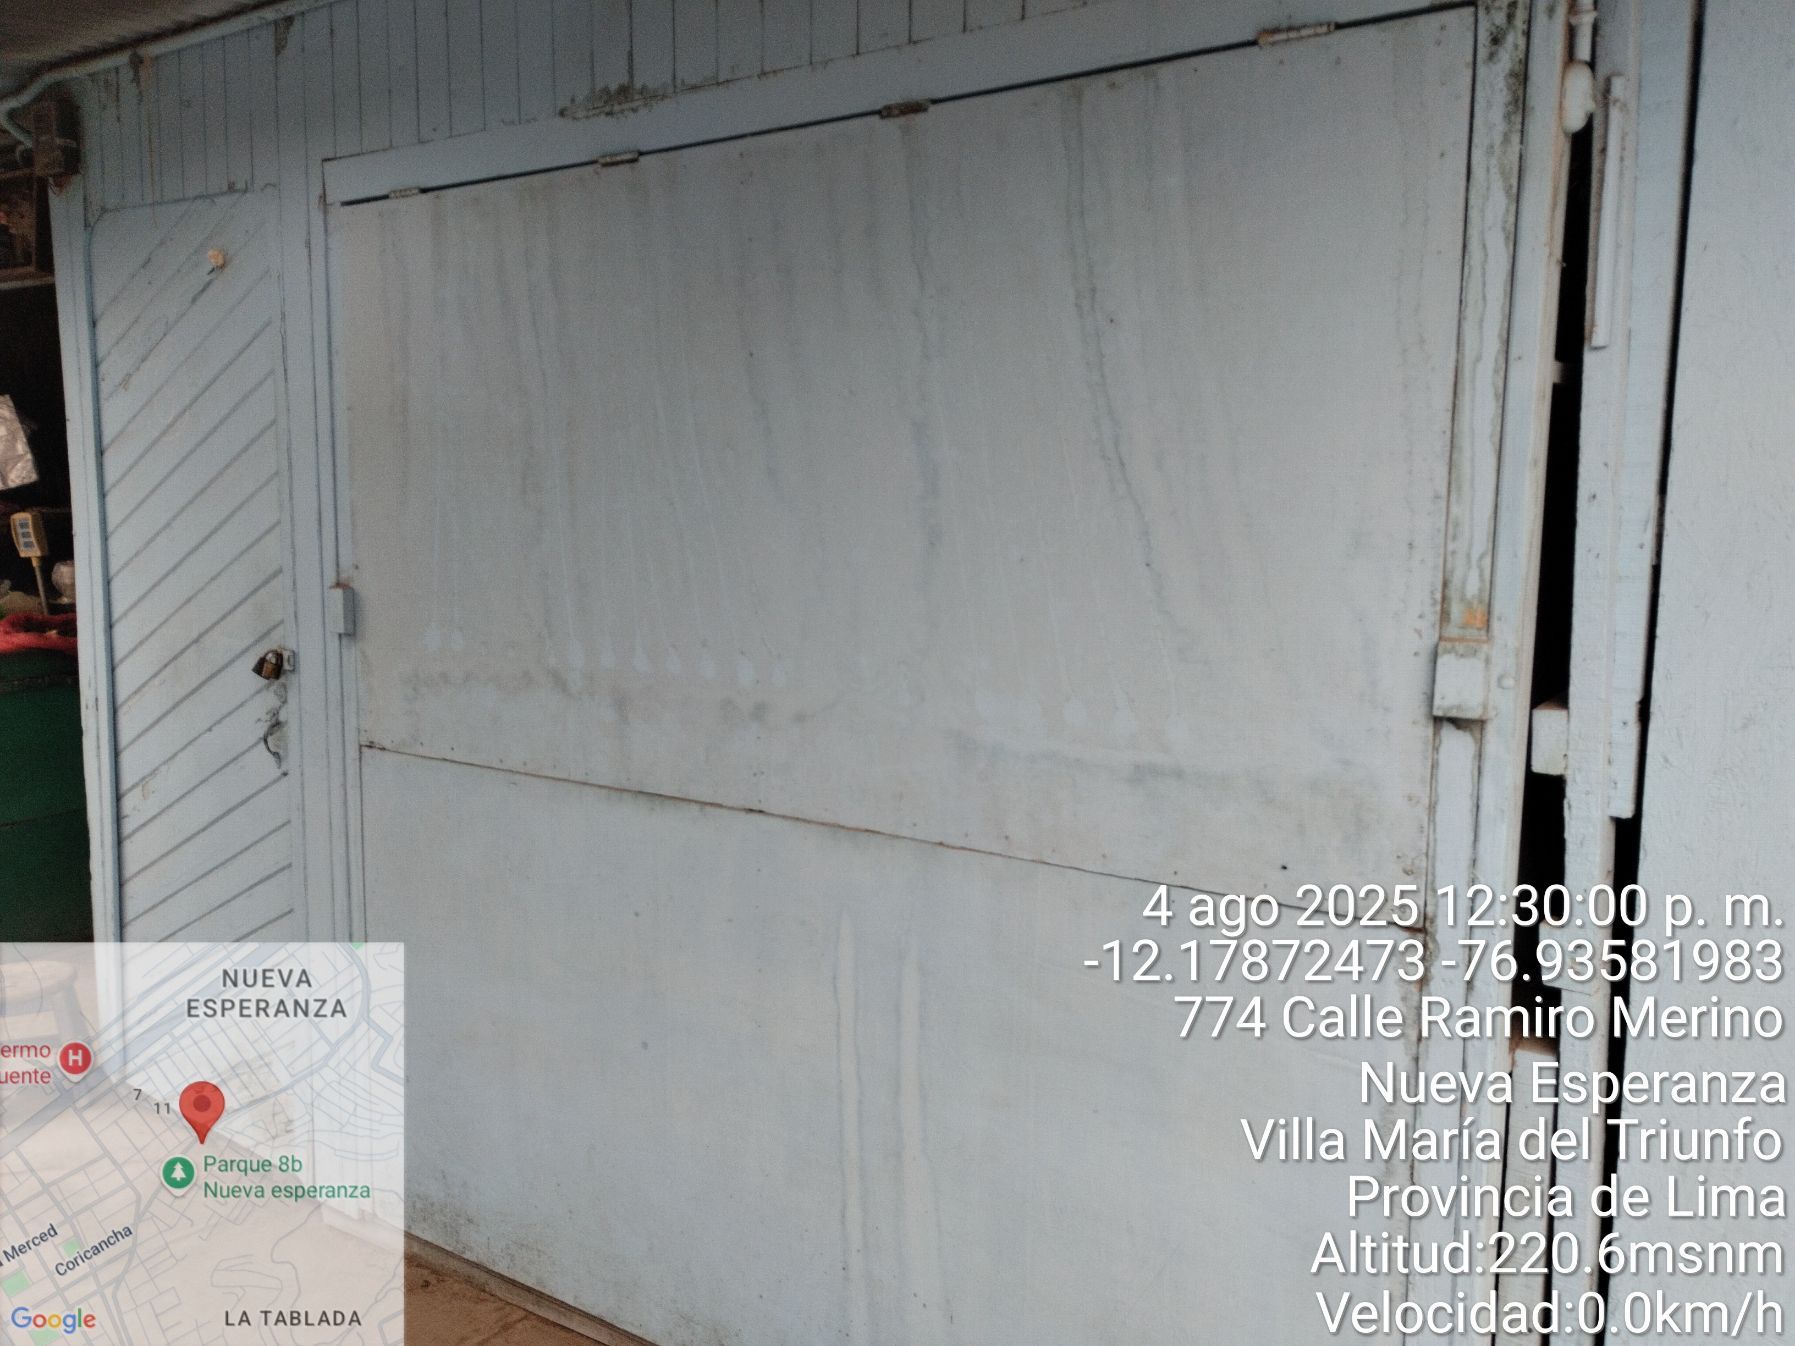 4 ago 2025 12:30:00 p. m.
-12.17872473 -76.93581983
774 Calle Ramiro Merino
Nueva Esperanza
Villa María del Triunfo
Provincia de Lima
Altitud:220.6msnm
Velocidad:0.0km/h
NUEVA
ESPERANZA
ermo
uente
H
7
11
Parque 8b
Nueva esperanza
Merced
Coricancha
Google
LA TABLADA